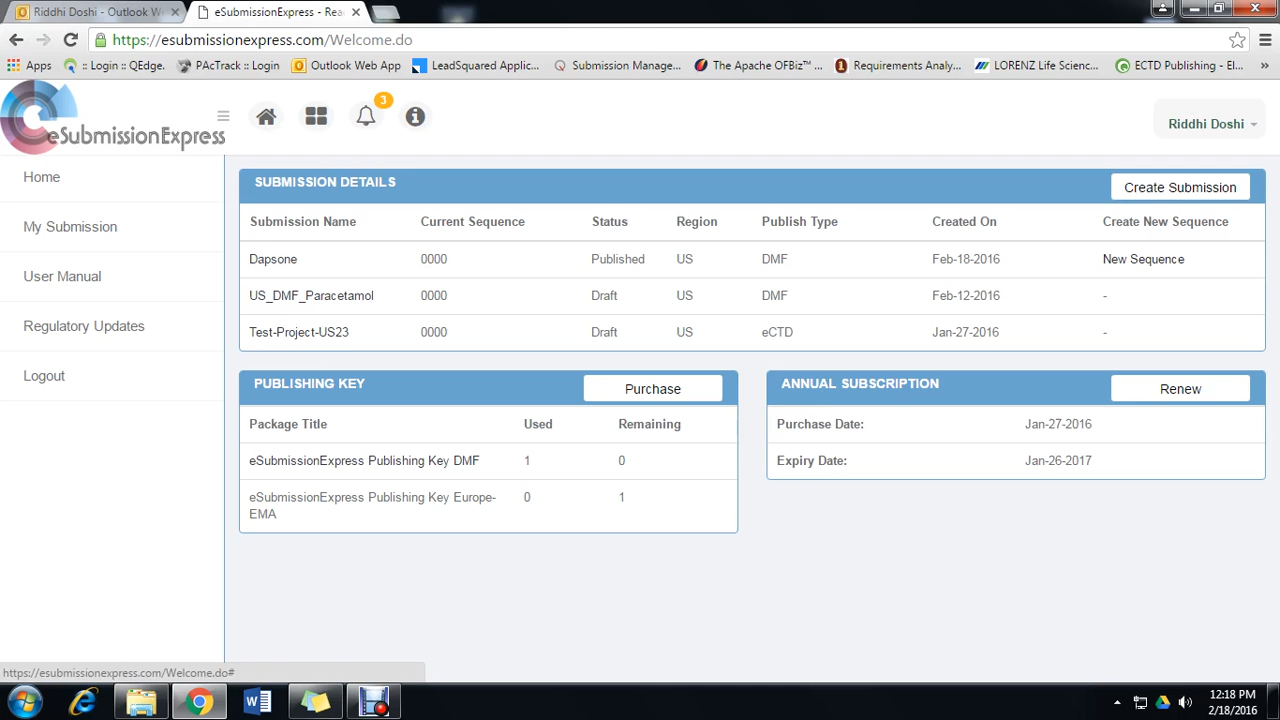 Riddhi Doshi - Outlook W
eSubmissionExpress - Rea
https://esubmissionexpress.com/Welcome.do
Apps
:: Login :: QEdge.
PAcTrack :: Login
Outlook Web App
LeadSquared Applic...
Submission Manage...
The Apache OFBiz™ ...
Requirements Analy...
LORENZ Life Scienc...
ECTD Publishing - El...
»
eSubmissionExpress
3
Riddhi Doshi
Home
My Submission
User Manual
Regulatory Updates
Logout
SUBMISSION DETAILS Create Submission
Submission Name Current Sequence Status Region Publish Type Created On Create New Sequence
Dapsone 0000 Published US DMF Feb-18-2016 New Sequence
US_DMF_Paracetamol 0000 Draft US DMF Feb-12-2016 -
Test-Project-US23 0000 Draft US eCTD Jan-27-2016 -
PUBLISHING KEY Purchase
Package Title Used Remaining
eSubmissionExpress Publishing Key DMF 1 0
eSubmissionExpress Publishing Key Europe- 0 1
EMA
ANNUAL SUBSCRIPTION Renew
Purchase Date: Jan-27-2016
Expiry Date: Jan-26-2017
https://esubmissionexpress.com/Welcome.do#
12:18 PM
2/18/2016